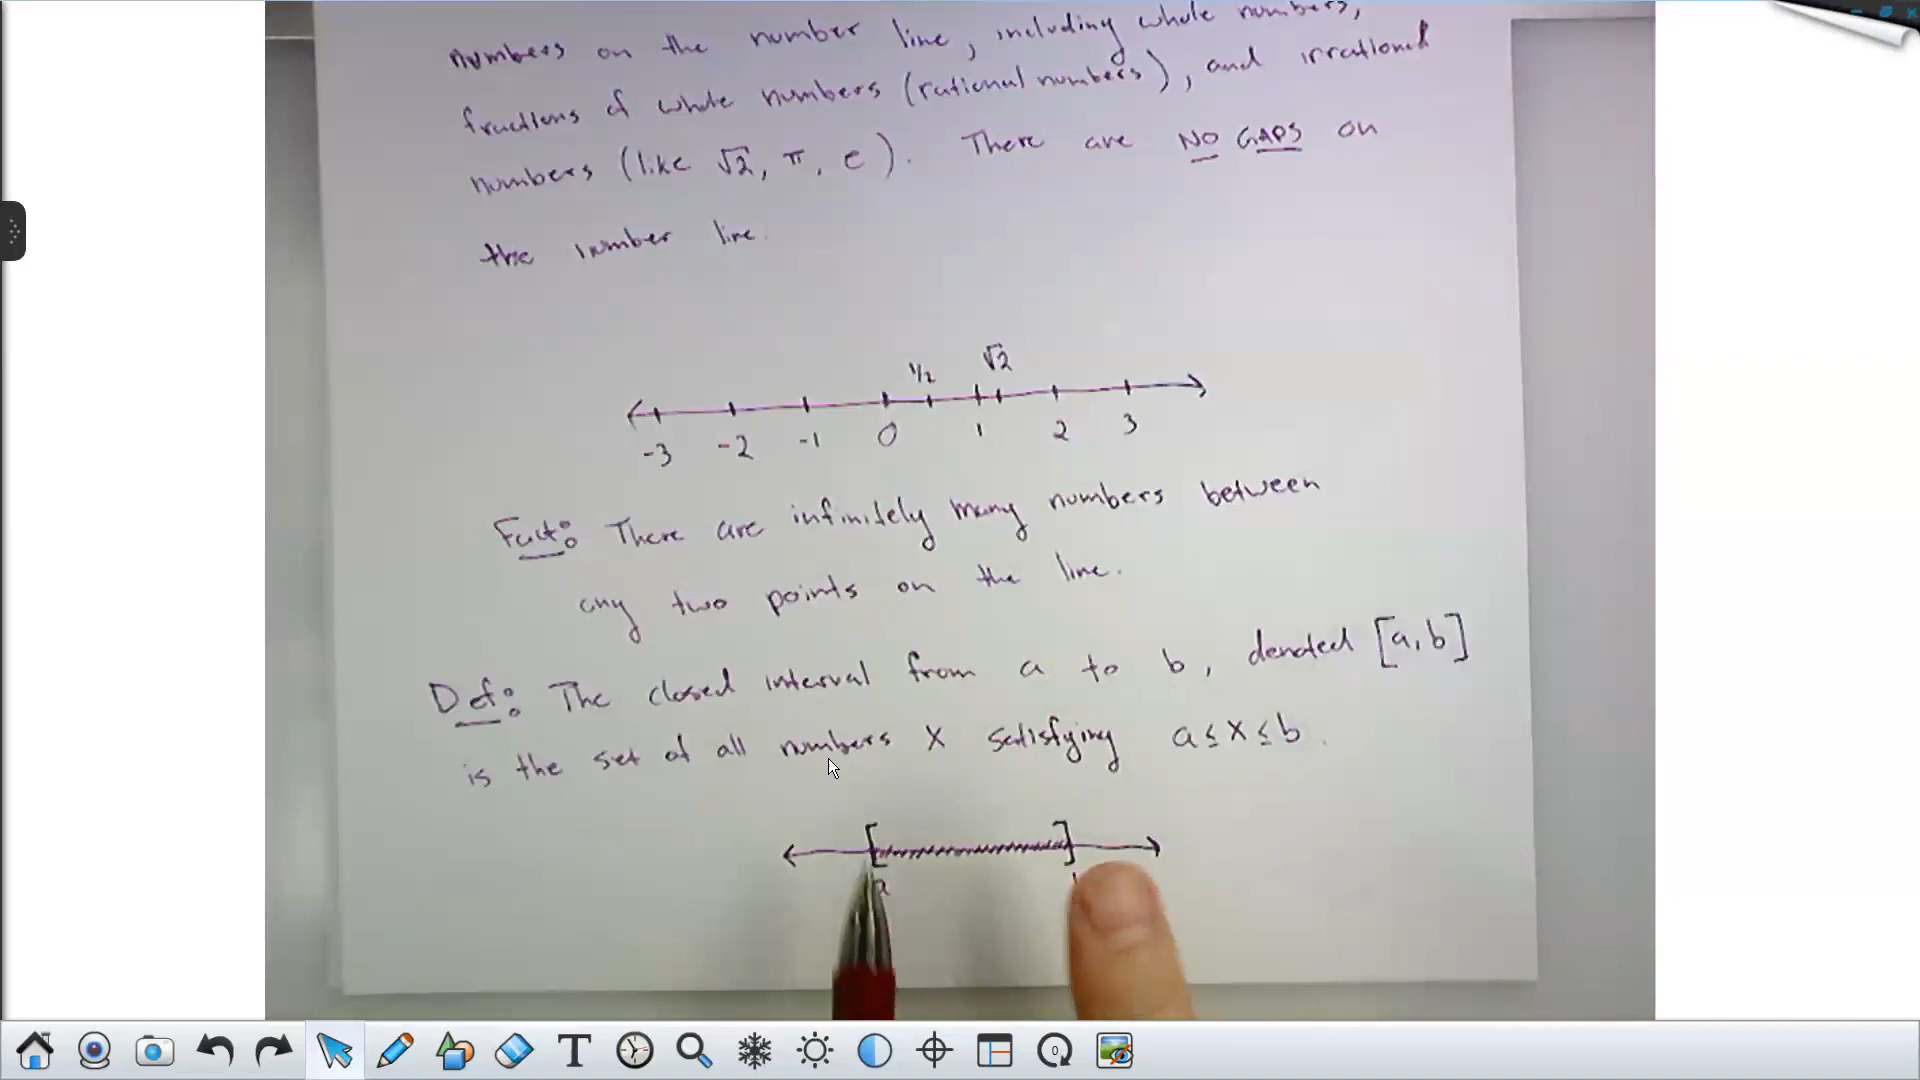 numbers on the number line, including whole numbers,
fractions of whole numbers (rational numbers), and irrational
numbers (like √2, π, e). There are NO GAPS on
the number line.
1/2 √2
-3 -2 -1 0 1 2 3
Fact: There are infinitely many numbers between
any two points on the line.
Def: The closed interval from a to b, denoted [a,b]
is the set of all numbers x satisfying a≤x≤b.
[ ]
a
T
0